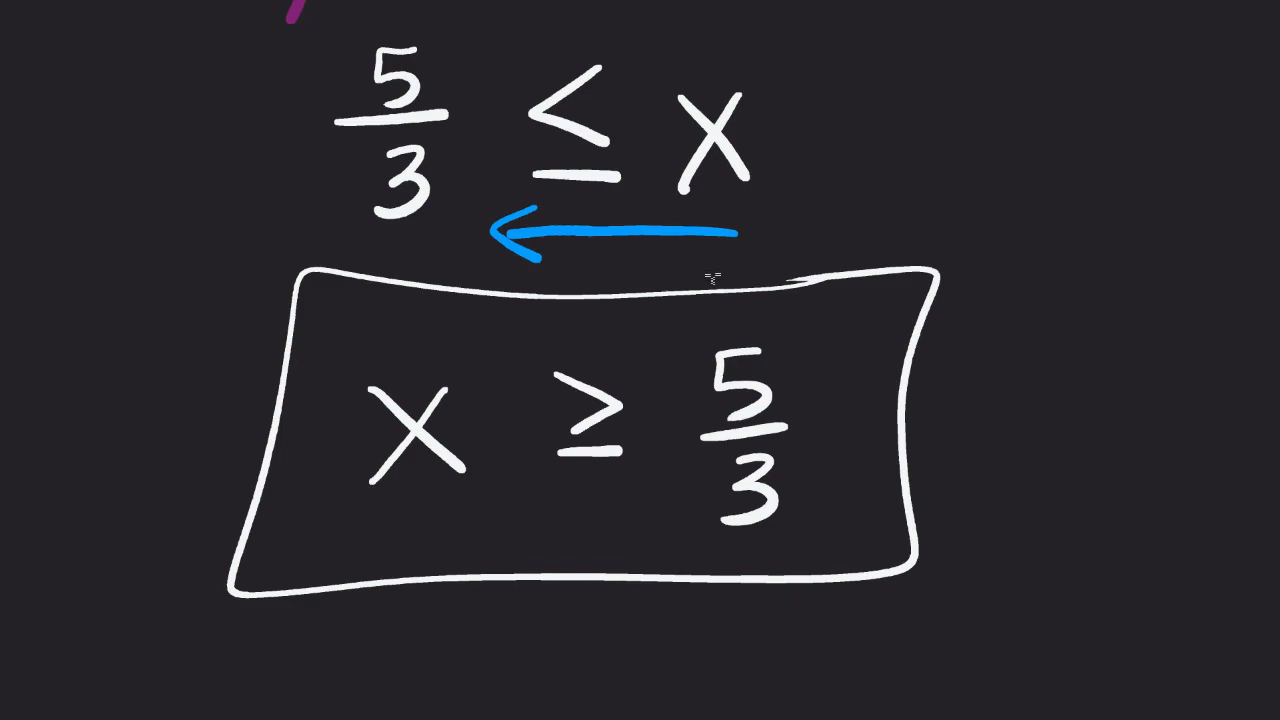 5/3 ≤ x
x ≥ 5/3